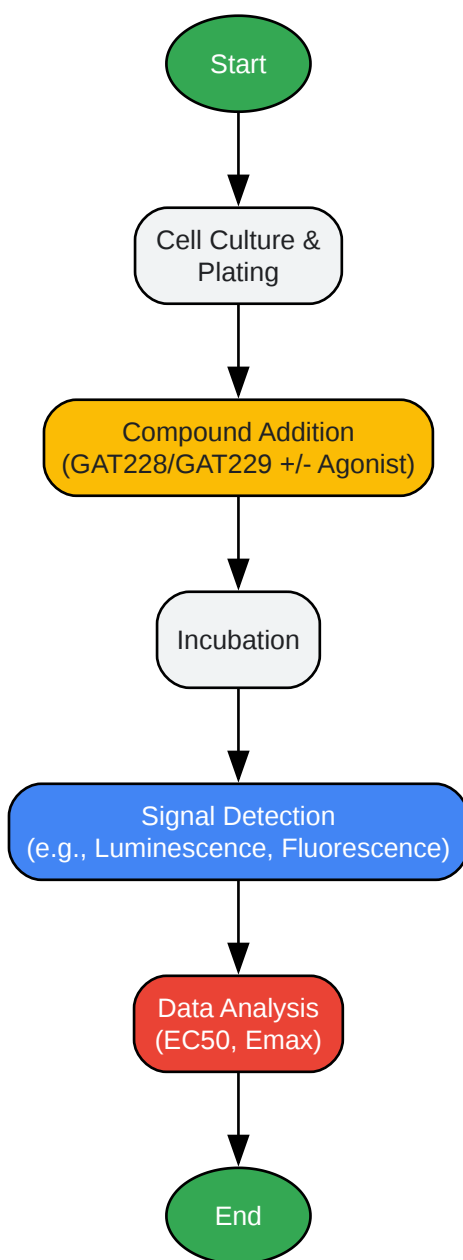 Start
Cell Culture &
Plating
Compound Addition
(GAT228/GAT229 +/- Agonist)
Incubation
Signal Detection
(e.g., Luminescence, Fluorescence)
Data Analysis
(EC50, Emax)
End